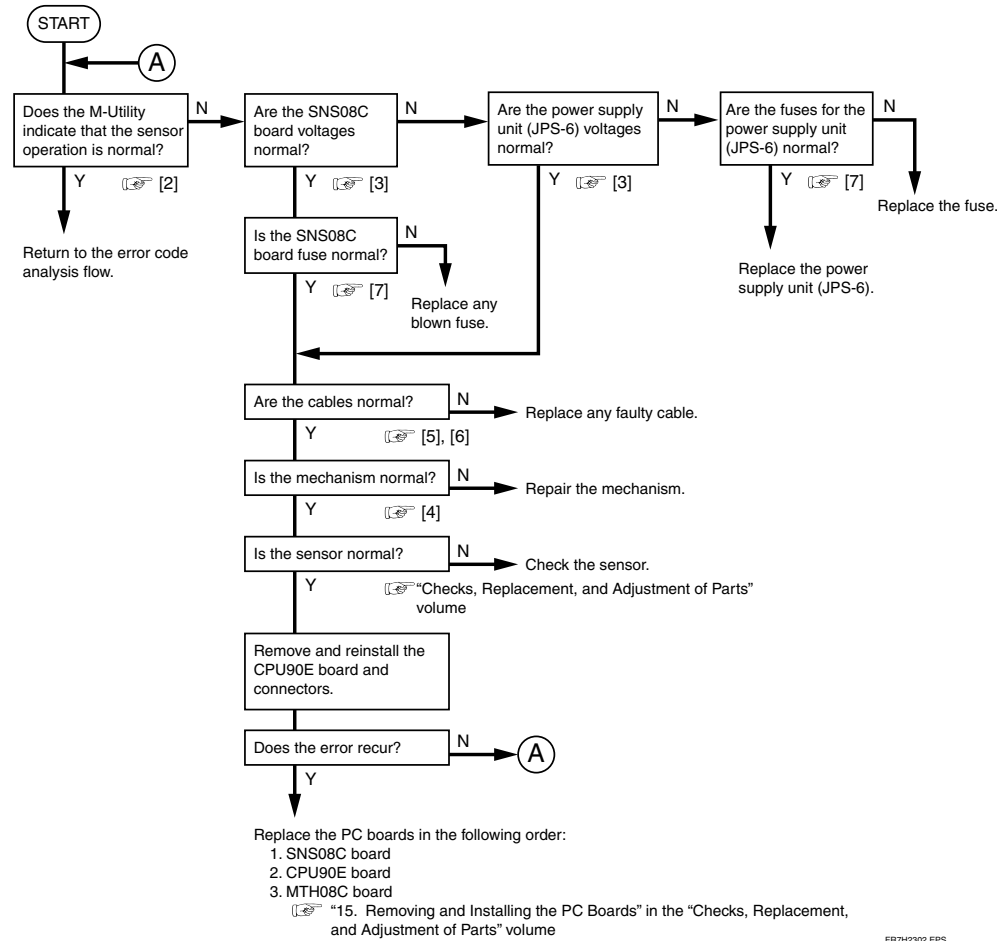 START
A
Does the M-Utility
indicate that the sensor
operation is normal?
N
Y
☞ [2]
Return to the error code
analysis flow.
Are the SNS08C
board voltages
normal?
N
Y
☞ [3]
Are the power supply
unit (JPS-6) voltages
normal?
N
Y
☞ [3]
Are the fuses for the
power supply unit
(JPS-6) normal?
N
Y
☞ [7]
Replace the fuse.
Replace the power
supply unit (JPS-6).
Is the SNS08C
board fuse normal?
N
Y
☞ [7]
Replace any
blown fuse.
Are the cables normal?
N
Replace any faulty cable.
Y
☞ [5], [6]
Is the mechanism normal?
N
Repair the mechanism.
Y
☞ [4]
Is the sensor normal?
N
Check the sensor.
Y
☞ “Checks, Replacement, and Adjustment of Parts”
volume
Remove and reinstall the
CPU90E board and
connectors.
Does the error recur?
N
A
Y
Replace the PC boards in the following order:
1. SNS08C board
2. CPU90E board
3. MTH08C board
☞ “15. Removing and Installing the PC Boards” in the “Checks, Replacement,
and Adjustment of Parts” volume
FR7H2302.EPS